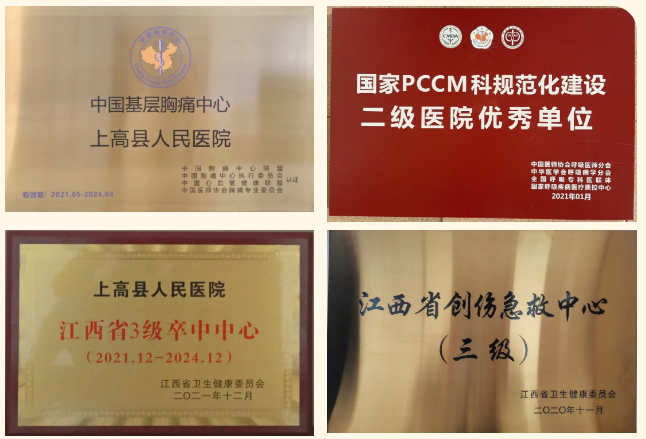 中国基层胸痛中心
上高县人民医院
中国胸痛中心联盟
中国胸痛中心执行委员会
中国心血管健康联盟
中国医师协会胸痛专业委员会
认证
有效期：2021.05-2024.04
国家PCCM科规范化建设
二级医院优秀单位
中国医师协会呼吸医师分会
中华医学会呼吸病学分会
全国呼吸专科医联体
国家呼吸疾病医疗质控中心
2021年01月
上高县人民医院
江西省3级卒中中心
（2021.12-2024.12）
江西省卫生健康委员会
二〇二一年十二月
江西省创伤急救中心
（三级）
江西省卫生健康委员会
二〇二〇年十一月